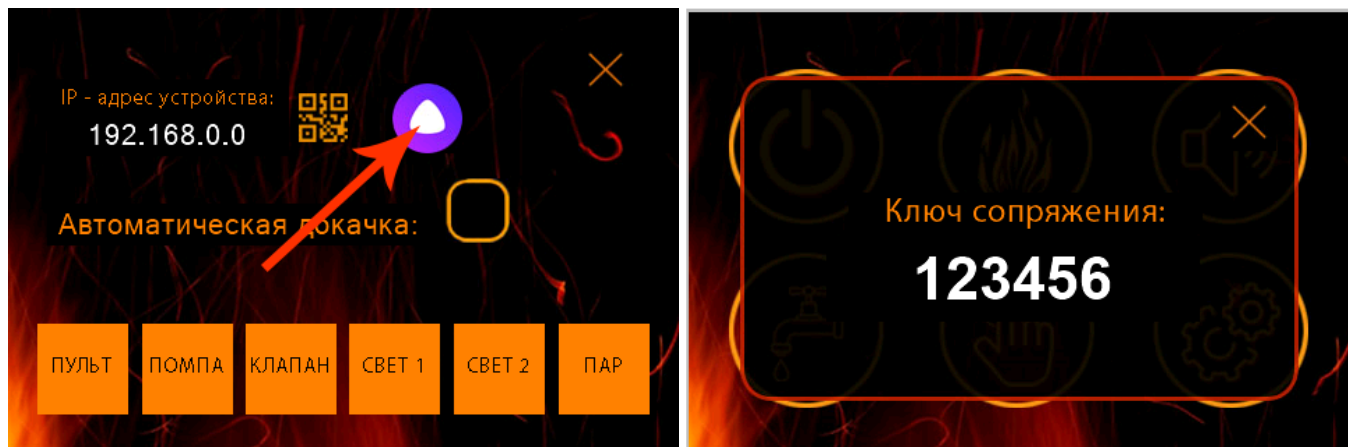 IP - адрес устройства:
192.168.0.0
Автоматическая докачка:
ПУЛЬТ
ПОМПА
КЛАПАН
СВЕТ 1
СВЕТ 2
ПАР
Ключ сопряжения:
123456